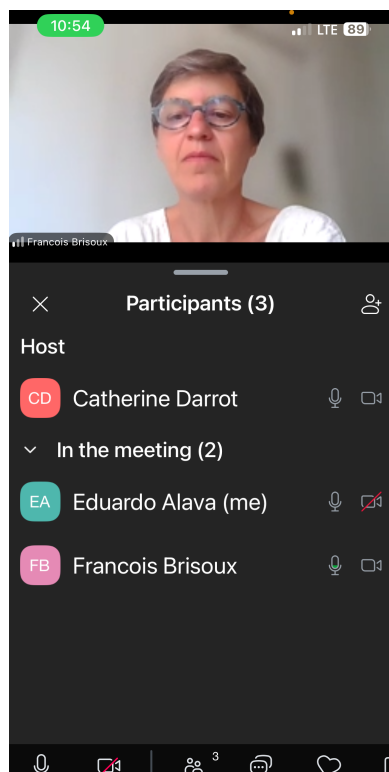 10:54
LTE 89
Francois Brisoux
Participants (3)
Host
CD Catherine Darrot
In the meeting (2)
EA Eduardo Alava (me)
FB Francois Brisoux
3